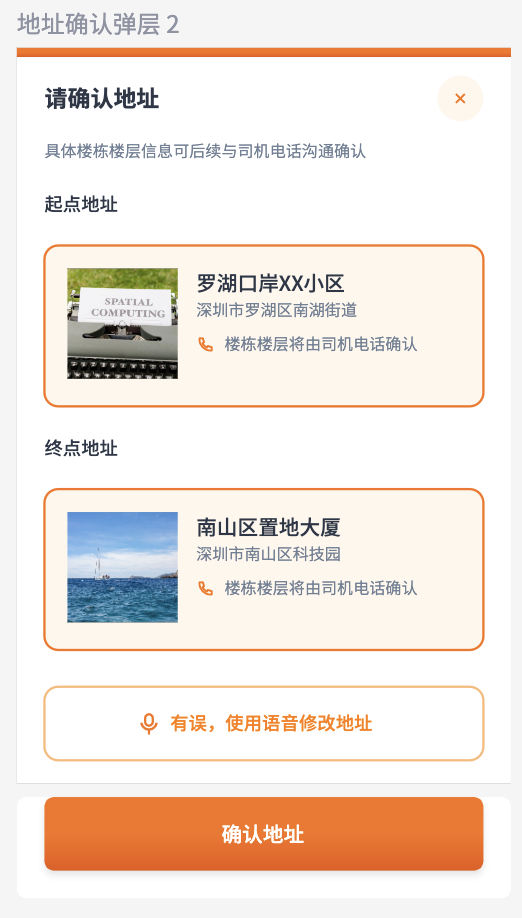 地址确认弹层 2
请确认地址
具体楼栋楼层信息可后续与司机电话沟通确认
起点地址
SPATIAL
COMPUTING
罗湖口岸XX小区
深圳市罗湖区南湖街道
楼栋楼层将由司机电话确认
终点地址
南山区置地大厦
深圳市南山区科技园
楼栋楼层将由司机电话确认
有误，使用语音修改地址
确认地址